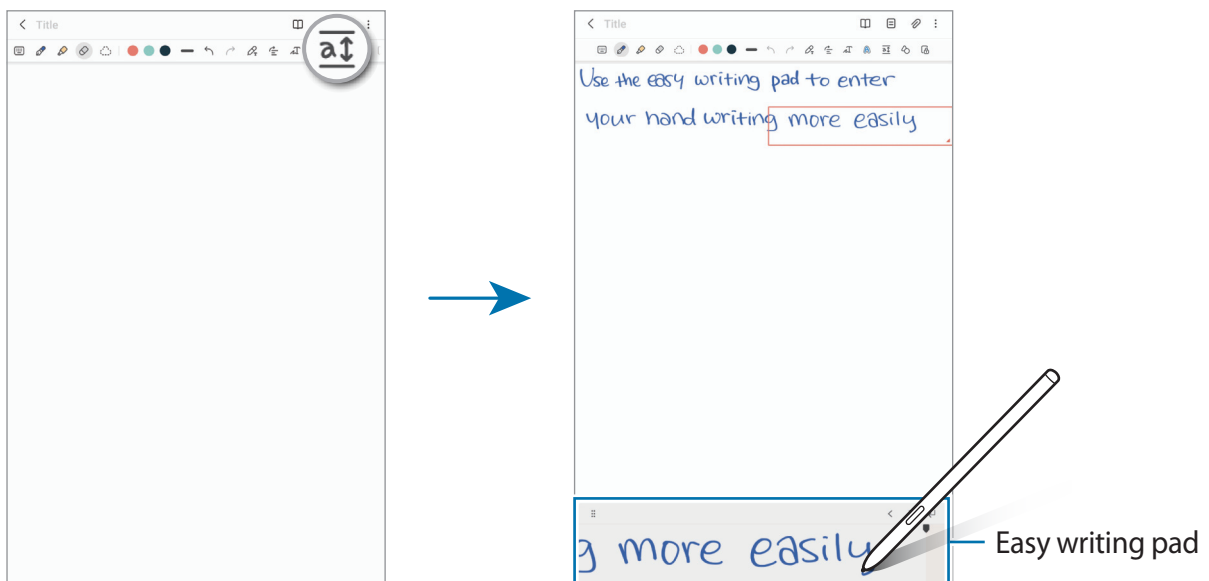 Title
a
Title
Use the easy writing pad to enter
your hand writing more easily
g more easily
Easy writing pad